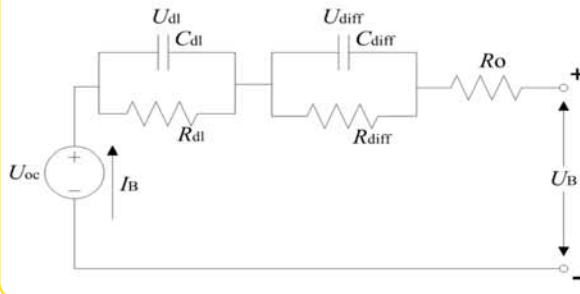 Udl Udiff
Cdl Cdiff
Ro +
Rdl Rdiff
+
Uoc IB UB
−
−